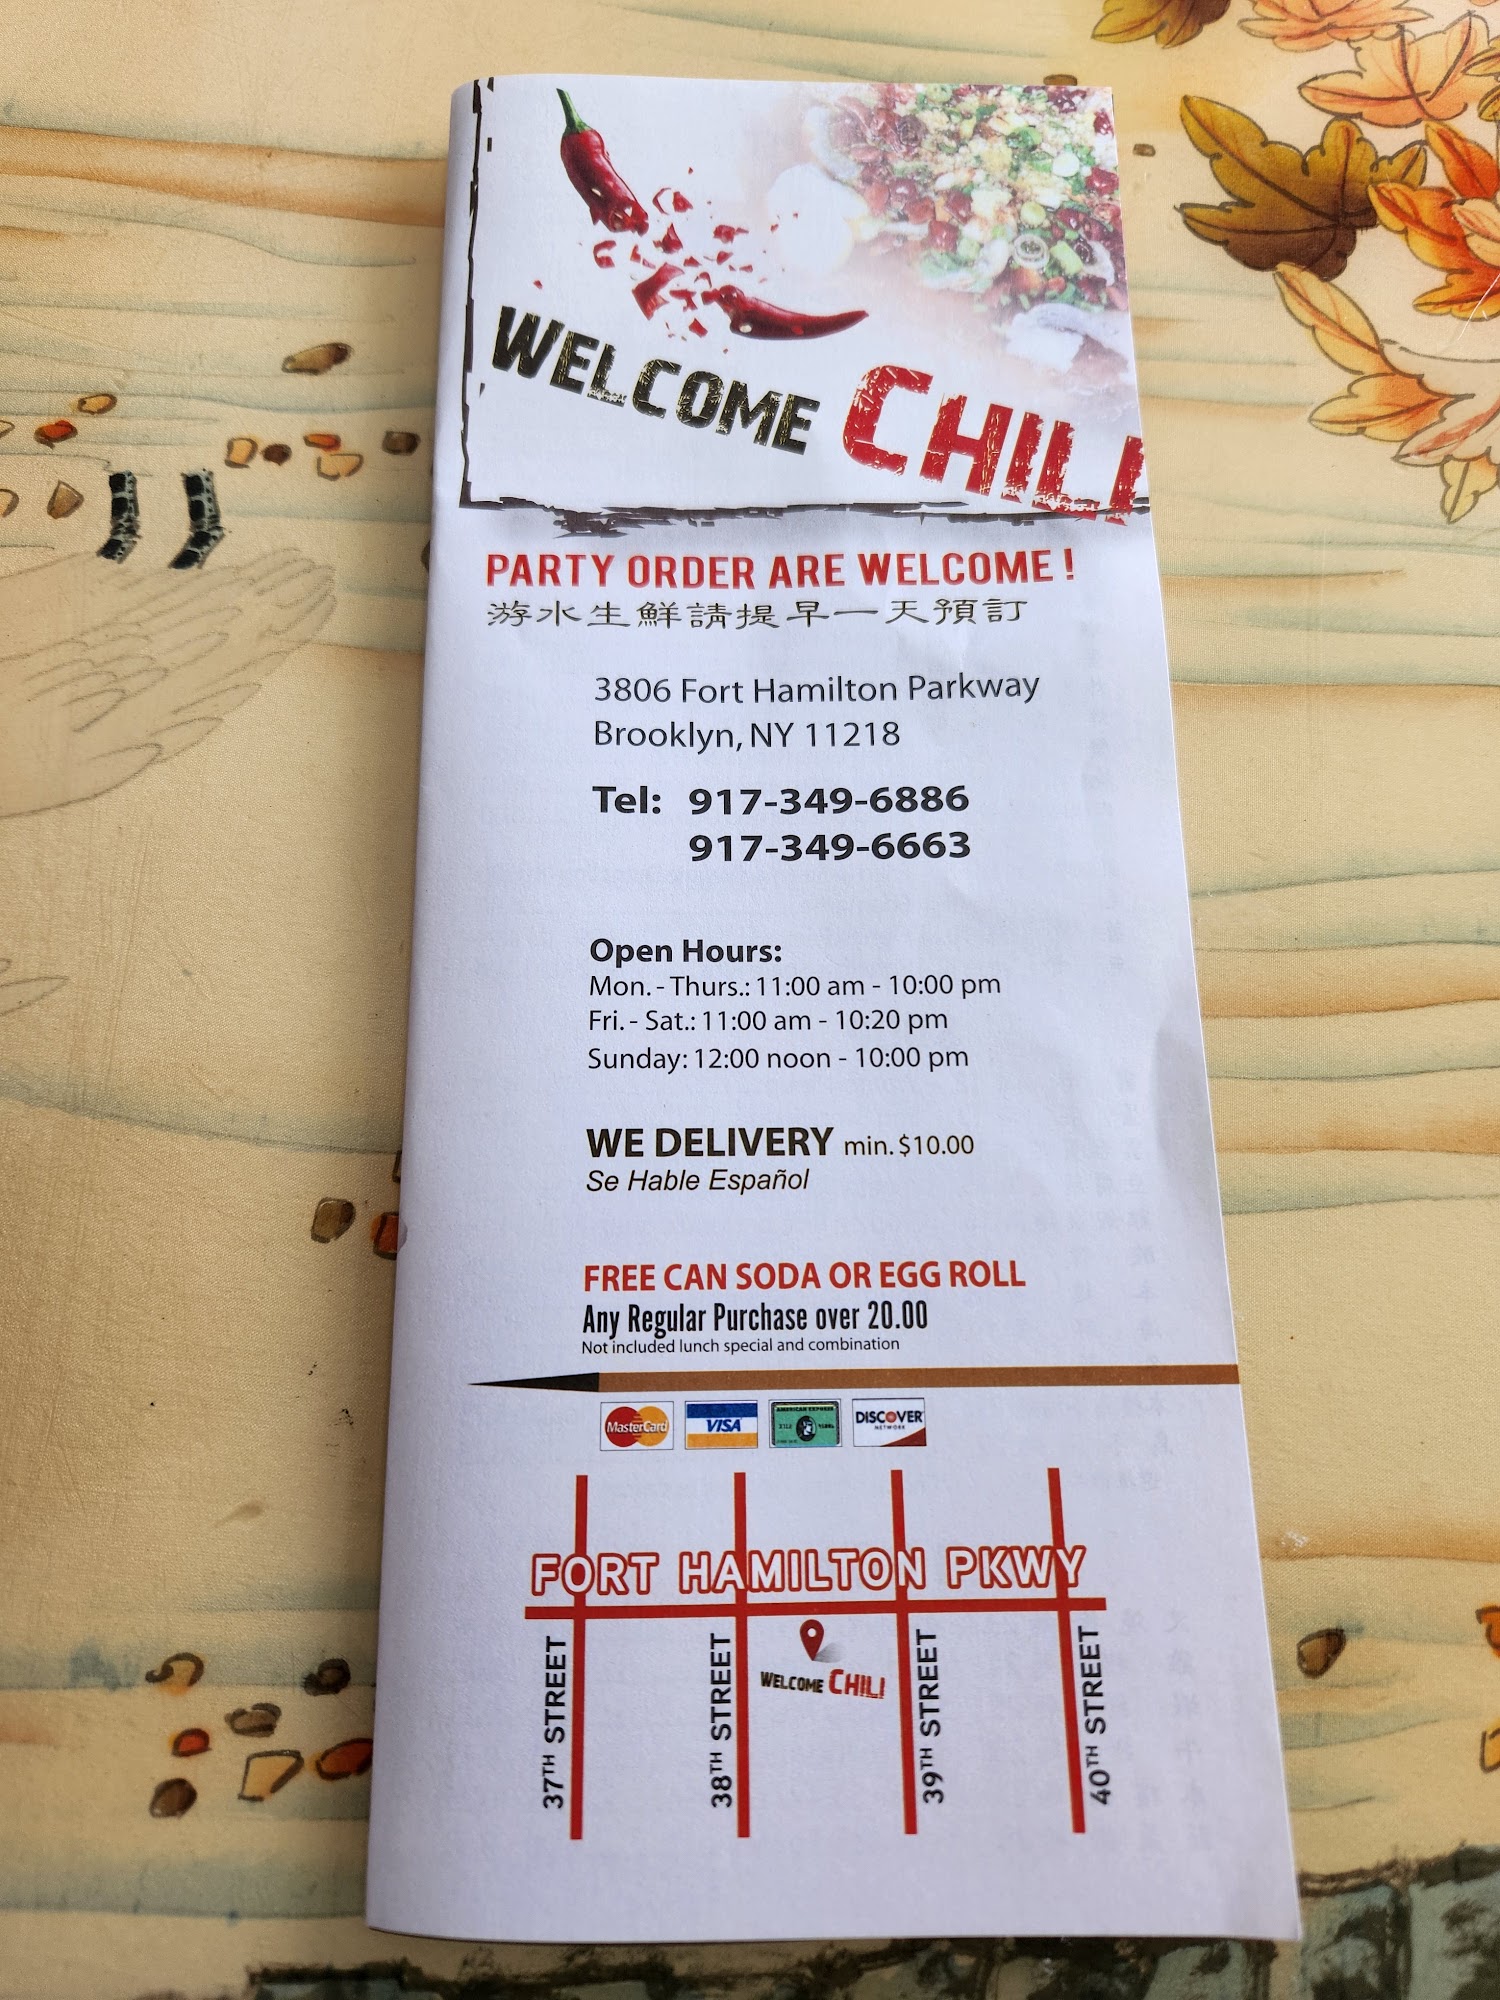 WELCOME CHILI
PARTY ORDER ARE WELCOME !
游水生鮮請提早一天預訂
3806 Fort Hamilton Parkway
Brooklyn, NY 11218
Tel: 917-349-6886
917-349-6663
Open Hours:
Mon. - Thurs.: 11:00 am - 10:00 pm
Fri. - Sat.: 11:00 am - 10:20 pm
Sunday: 12:00 noon - 10:00 pm
WE DELIVERY min. $10.00
Se Hable Español
FREE CAN SODA OR EGG ROLL
Any Regular Purchase over 20.00
Not included lunch special and combination
MasterCard VISA AMERICAN EXPRESS DISCOVER
NETWORK
FORT HAMILTON PKWY
WELCOME CHILI
37TH STREET
38TH STREET
39TH STREET
40TH STREET